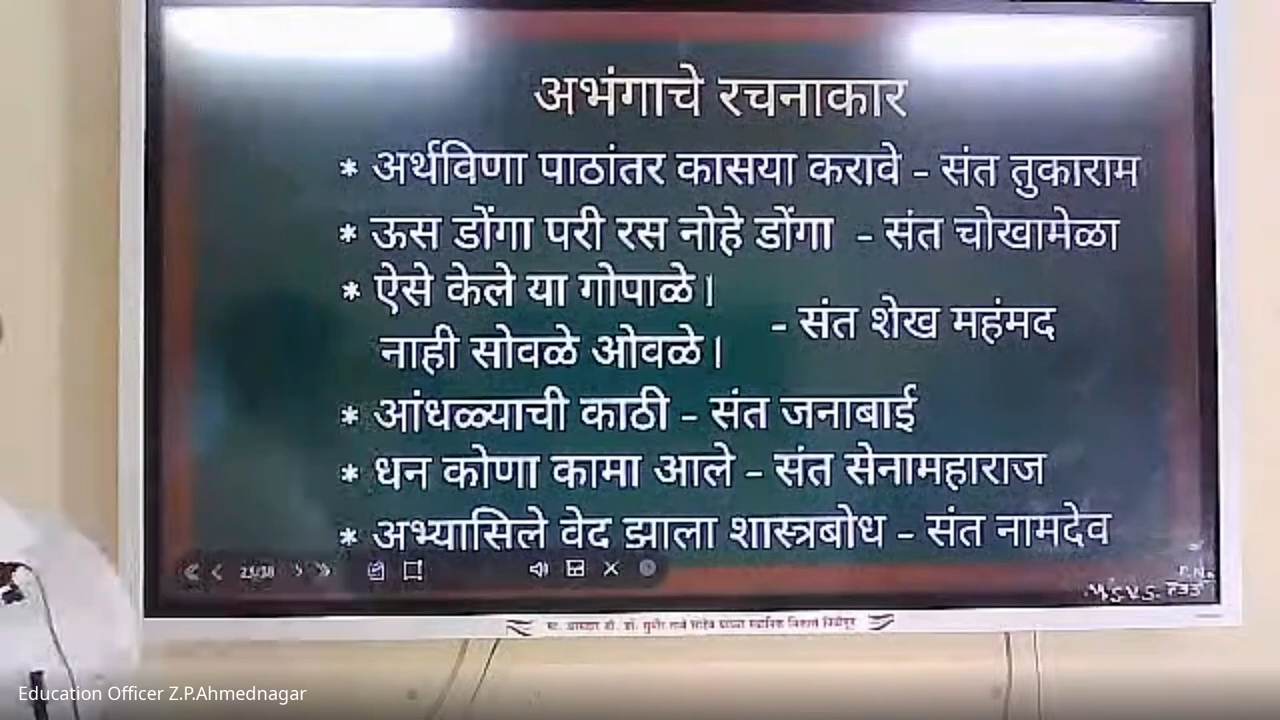 अभंगाचे रचनाकार
* अर्थविणा पाठांतर कासया करावे - संत तुकाराम
* ऊस डोंगा परी रस नोहे डोंगा - संत चोखामेळा
* ऐसे केले या गोपाळे।
नाही सोवळे ओवळे।
- संत शेख महंमद
* आंधळ्याची काठी - संत जनाबाई
* धन कोणा कामा आले - संत सेनामहाराज
* अभ्यासिले वेद झाला शास्त्रबोध - संत नामदेव
Education Officer Z.P.Ahmednagar